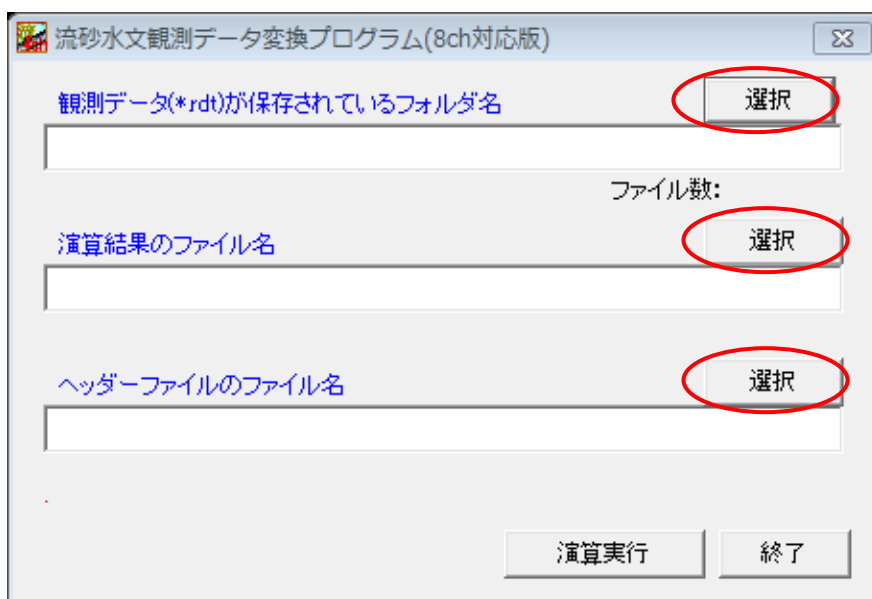 流砂水文観測データ変換プログラム(8ch対応版)
観測データ(*.rdt)が保存されているフォルダ名
選択
ファイル数:
演算結果のファイル名
選択
ヘッダーファイルのファイル名
選択
.
演算実行
終了